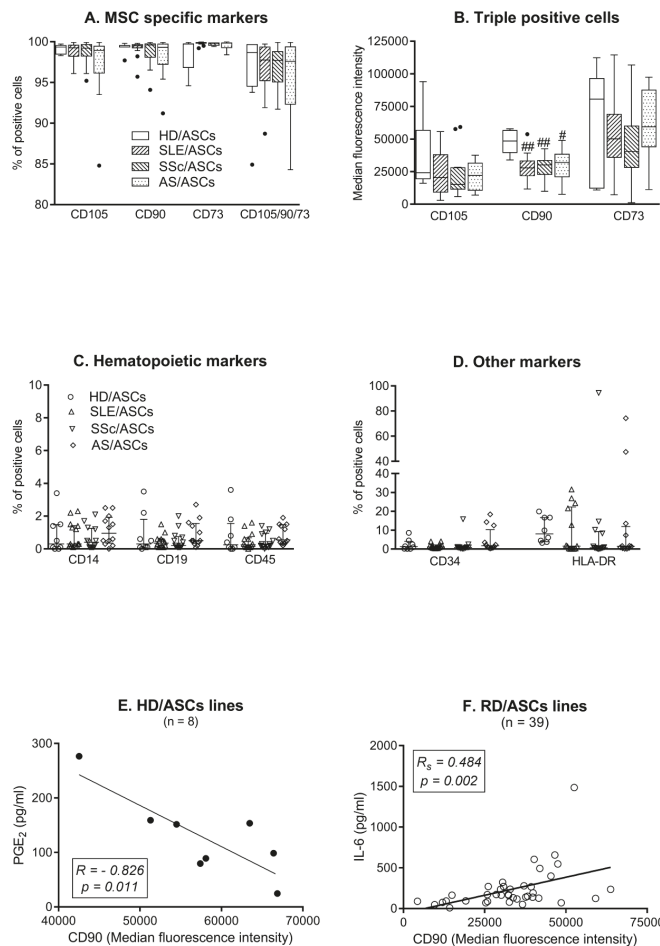 A. MSC specific markers
% of positive cells
100
95
90
85
80
HD/ASCs
SLE/ASCs
SSc/ASCs
AS/ASCs
CD105 CD90 CD73 CD105/90/73
B. Triple positive cells
Median fluorescence intensity
125000
100000
75000
50000
25000
0
## ## #
CD105 CD90 CD73
C. Hematopoietic markers
% of positive cells
10
8
6
4
2
0
HD/ASCs
SLE/ASCs
SSc/ASCs
AS/ASCs
CD14 CD19 CD45
D. Other markers
% of positive cells
100
80
60
40
40
30
20
10
0
CD34 HLA-DR
E. HD/ASCs lines
(n = 8)
PGE2 (pg/ml)
300
200
100
0
R = - 0.826
p = 0.011
40000 50000 60000 70000
CD90 (Median fluorescence intensity)
F. RD/ASCs lines
(n = 39)
IL-6 (pg/ml)
2000
1500
1000
500
0
Rs = 0.484
p = 0.002
0 25000 50000 75000
CD90 (Median fluorescence intensity)